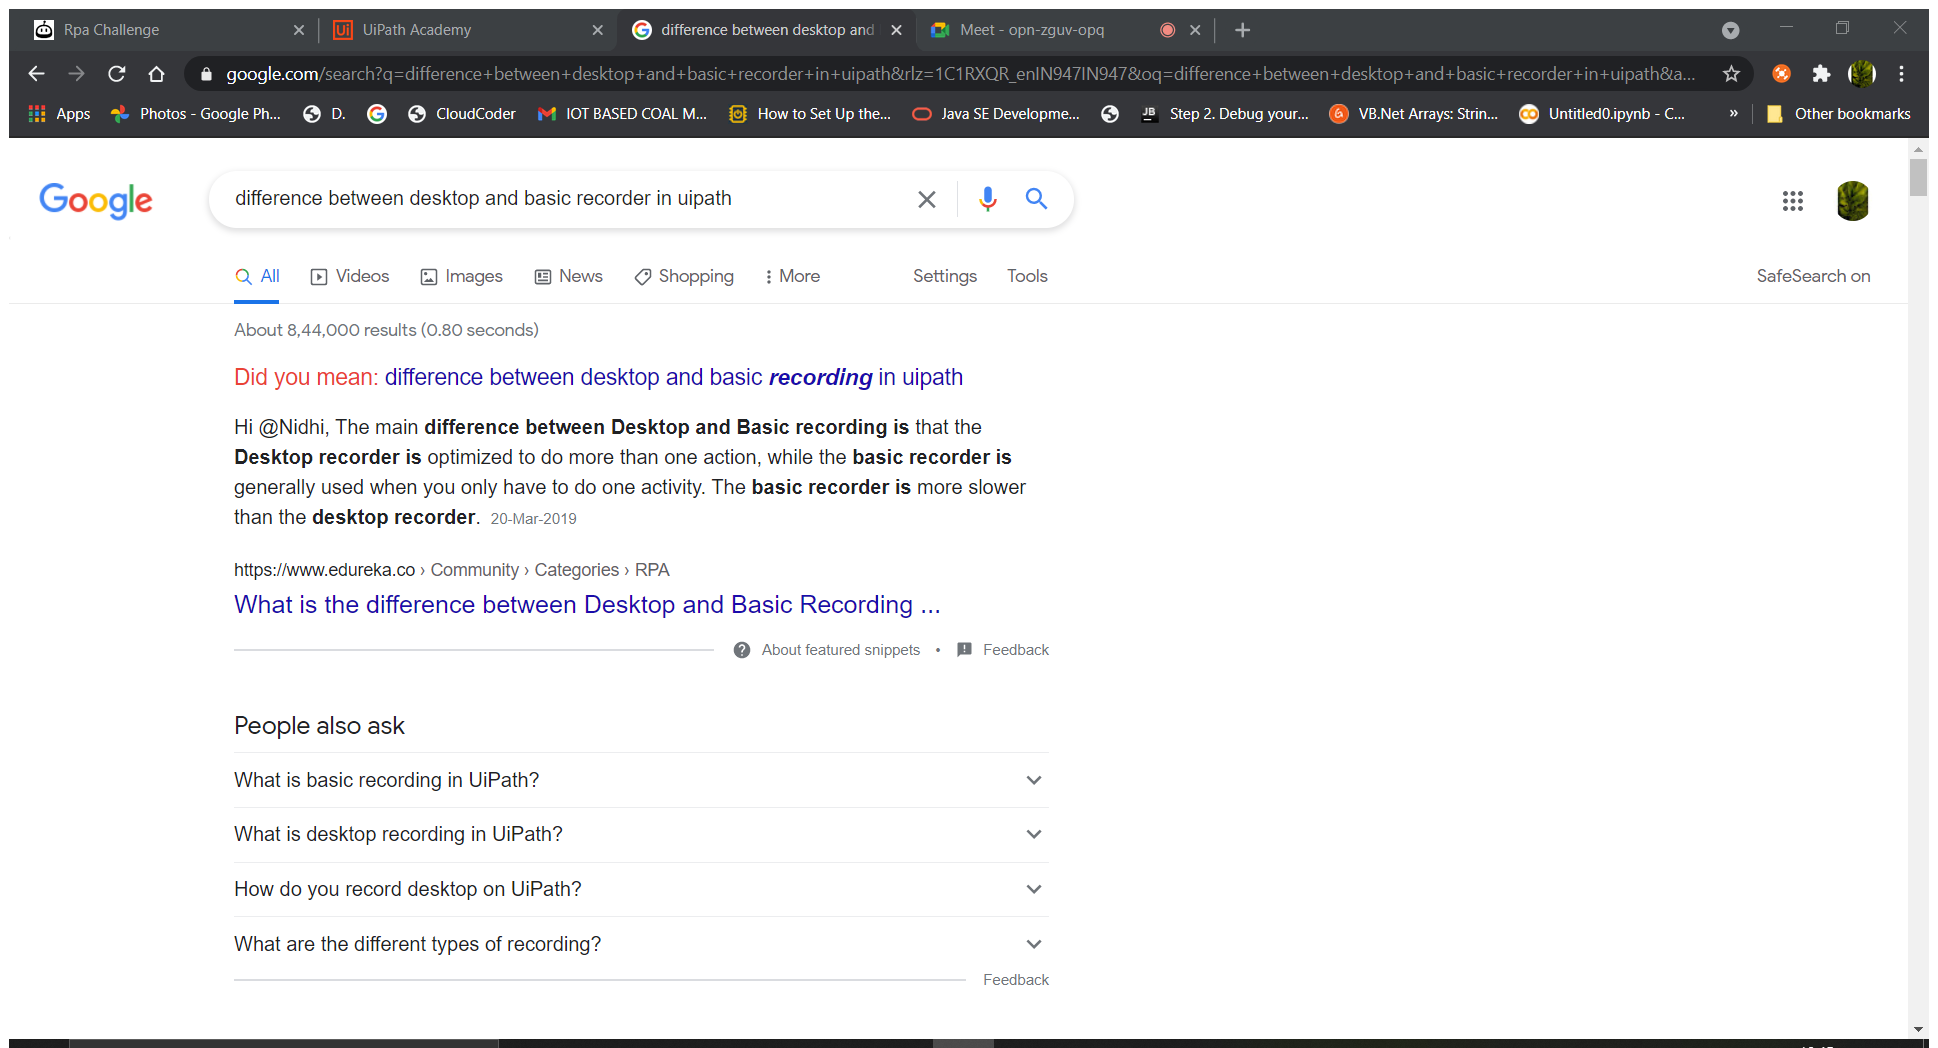 Rpa Challenge
UiPath Academy
difference between desktop and
Meet - opn-zguv-opq
google.com/search?q=difference+between+desktop+and+basic+recorder+in+uipath&rlz=1C1RXQR_enIN947IN947&oq=difference+between+desktop+and+basic+recorder+in+uipath&a...
Apps
Photos - Google Ph...
D.
CloudCoder
IOT BASED COAL M...
How to Set Up the...
Java SE Developme...
Step 2. Debug your...
VB.Net Arrays: Strin...
Untitled0.ipynb - C...
»
Other bookmarks
Google
difference between desktop and basic recorder in uipath
All
Videos
Images
News
Shopping
More
Settings
Tools
SafeSearch on
About 8,44,000 results (0.80 seconds)
Did you mean: difference between desktop and basic recording in uipath
Hi @Nidhi, The main difference between Desktop and Basic recording is that the
Desktop recorder is optimized to do more than one action, while the basic recorder is
generally used when you only have to do one activity. The basic recorder is more slower
than the desktop recorder. 20-Mar-2019
https://www.edureka.co › Community › Categories › RPA
What is the difference between Desktop and Basic Recording ...
About featured snippets • Feedback
People also ask
What is basic recording in UiPath?
What is desktop recording in UiPath?
How do you record desktop on UiPath?
What are the different types of recording?
Feedback